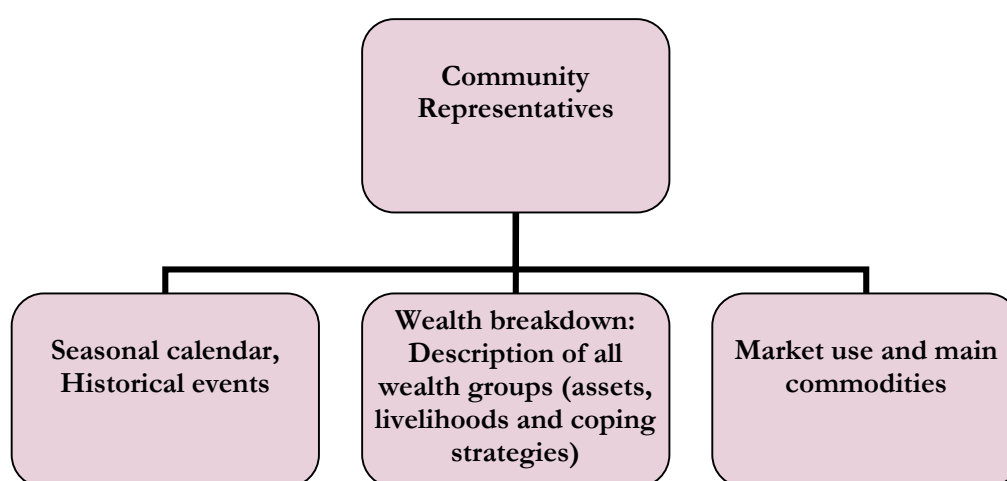 Community
Representatives
Seasonal calendar,
Historical events
Wealth breakdown:
Description of all
wealth groups (assets,
livelihoods and coping
strategies)
Market use and main
commodities